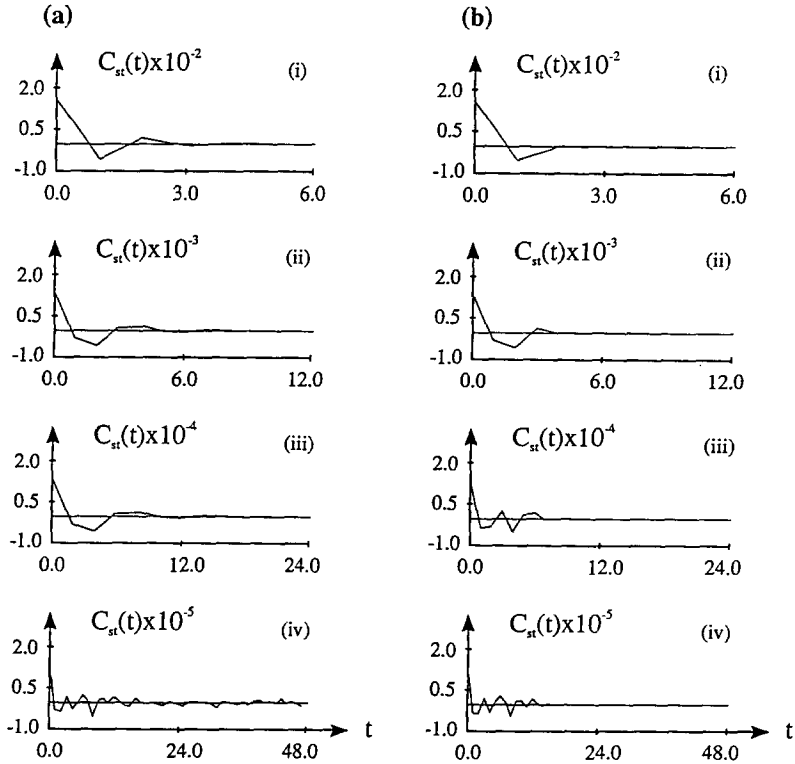 (a)
C_st(t)x10^-2
(i)
2.0
0.5
-1.0
0.0 3.0 6.0
C_st(t)x10^-3
(ii)
2.0
0.5
-1.0
0.0 6.0 12.0
C_st(t)x10^-4
(iii)
2.0
0.5
-1.0
0.0 12.0 24.0
C_st(t)x10^-5
(iv)
2.0
0.5
-1.0
0.0 24.0 48.0
t
(b)
C_st(t)x10^-2
(i)
2.0
0.5
-1.0
0.0 3.0 6.0
C_st(t)x10^-3
(ii)
2.0
0.5
-1.0
0.0 6.0 12.0
C_st(t)x10^-4
(iii)
2.0
0.5
-1.0
0.0 12.0 24.0
C_st(t)x10^-5
(iv)
2.0
0.5
-1.0
0.0 24.0 48.0
t